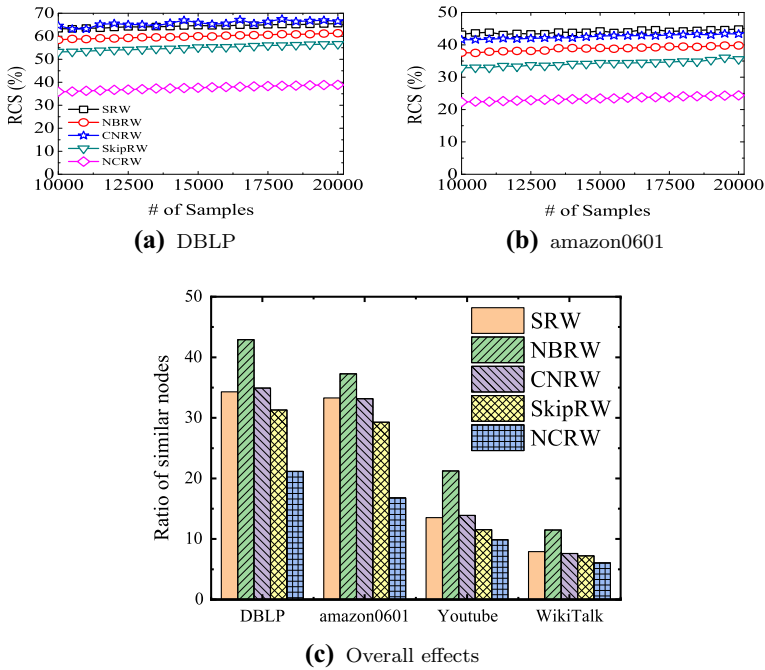 70
60
50
40
30
20
10
0
RCS (%)
SRW
NBRW
CNRW
SkipRW
NCRW
10000 12500 15000 17500 20000
# of Samples
(a) DBLP
50
40
30
20
10
0
RCS (%)
10000 12500 15000 17500 20000
# of Samples
(b) amazon0601
50
40
30
20
10
0
Ratio of similar nodes
SRW
NBRW
CNRW
SkipRW
NCRW
DBLP amazon0601 Youtube WikiTalk
(c) Overall effects